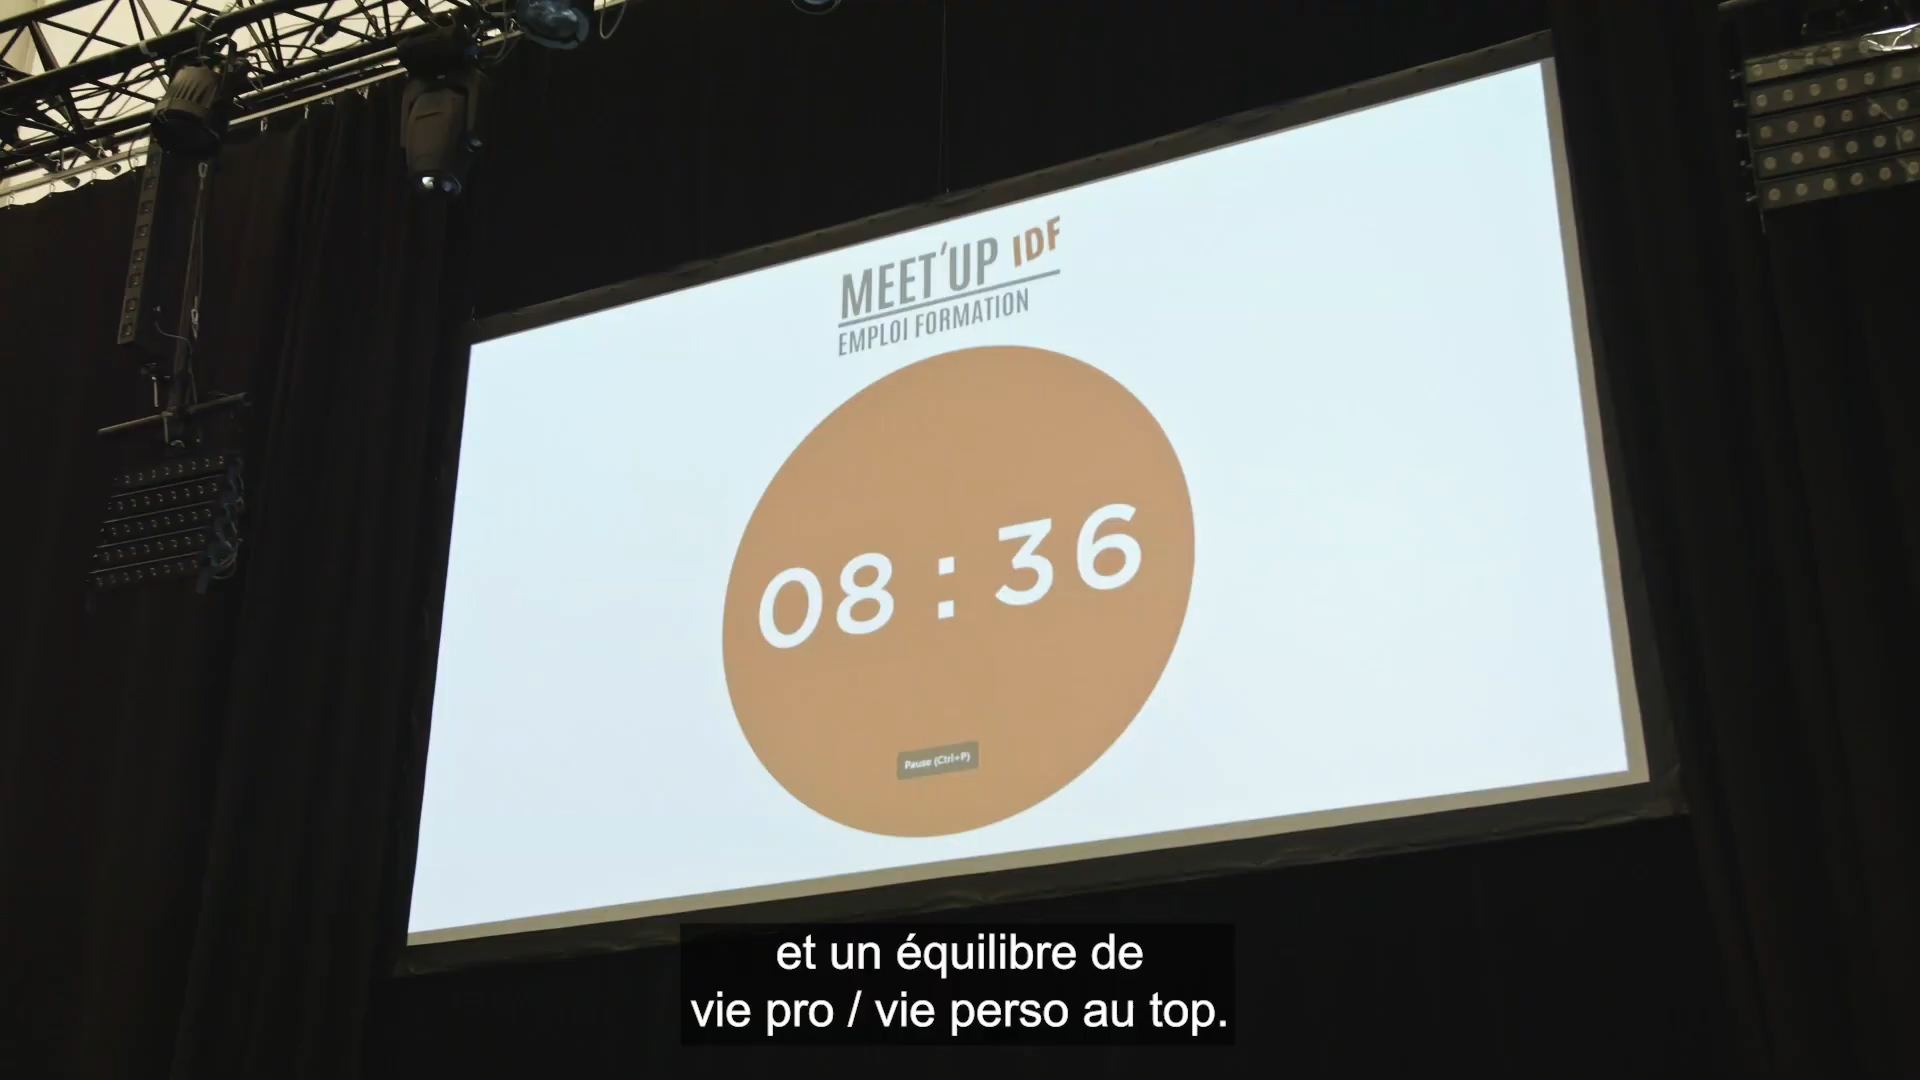 MEET'UP IDF
EMPLOI FORMATION
08 : 36
Pause (Ctrl+P)
et un équilibre de
vie pro / vie perso au top.